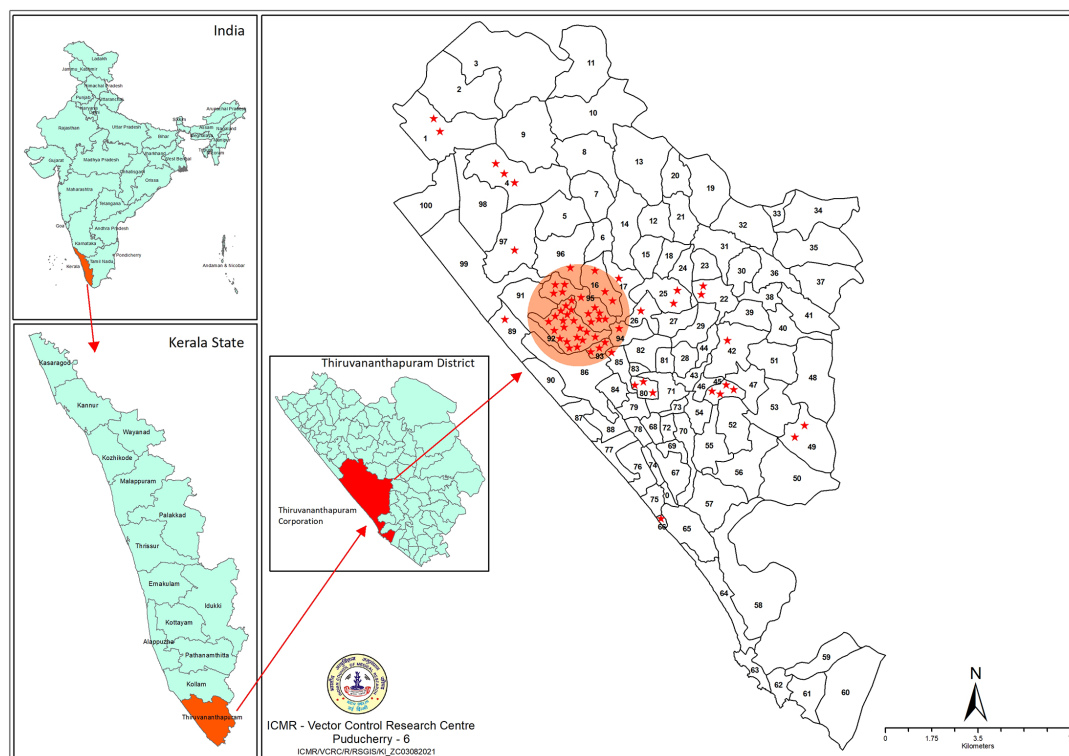 India
Ladakh
Jammu_Kashmir
Himachal Pradesh
Punjab
Uttaranchal
Haryana
Delhi
Arunachal Pradesh
Sikkim
Rajasthan
Uttar Pradesh
Assam
Nagaland
Bihar
Meghalaya
Manipur
Jharkhand
West Bengal
Tripura
Mizoram
Gujarat
Madhya Pradesh
Chhattisgarh
Orissa
Maharashtra
Telangana
Goa
Andhra Pradesh
Karnataka
Pondicherry
Kerala
Tamil Nadu
Andaman & Nicobar
Kerala State
Kasaragod
Kannur
Wayanad
Kozhikode
Malappuram
Palakkad
Thrissur
Ernakulam
Idukki
Kottayam
Alappuzha
Pathanamthitta
Kollam
Thiruvananthapuram
Thiruvananthapuram District
Thiruvananthapuram
Corporation
ICMR - Vector Control Research Centre
Puducherry - 6
ICMR/VCRC/R/RSGIS/KI_ZC03082021
3
11
2
10
1
9
8
13
20
19
4
7
100
98
5
14
12
21
32
33
34
97
96
6
15
18
31
35
99
24
23
30
36
37
91
16
17
95
25
22
38
89
26
27
29
39
40
41
92
94
93
82
81
28
44
42
51
90
86
85
83
43
48
84
80
71
46
45
47
87
79
73
54
53
88
78
68
72
70
52
49
77
69
55
76
74
67
56
50
75
0
57
66
65
64
58
63
59
62
61
60
N
0 1.75 3.5
Kilometers